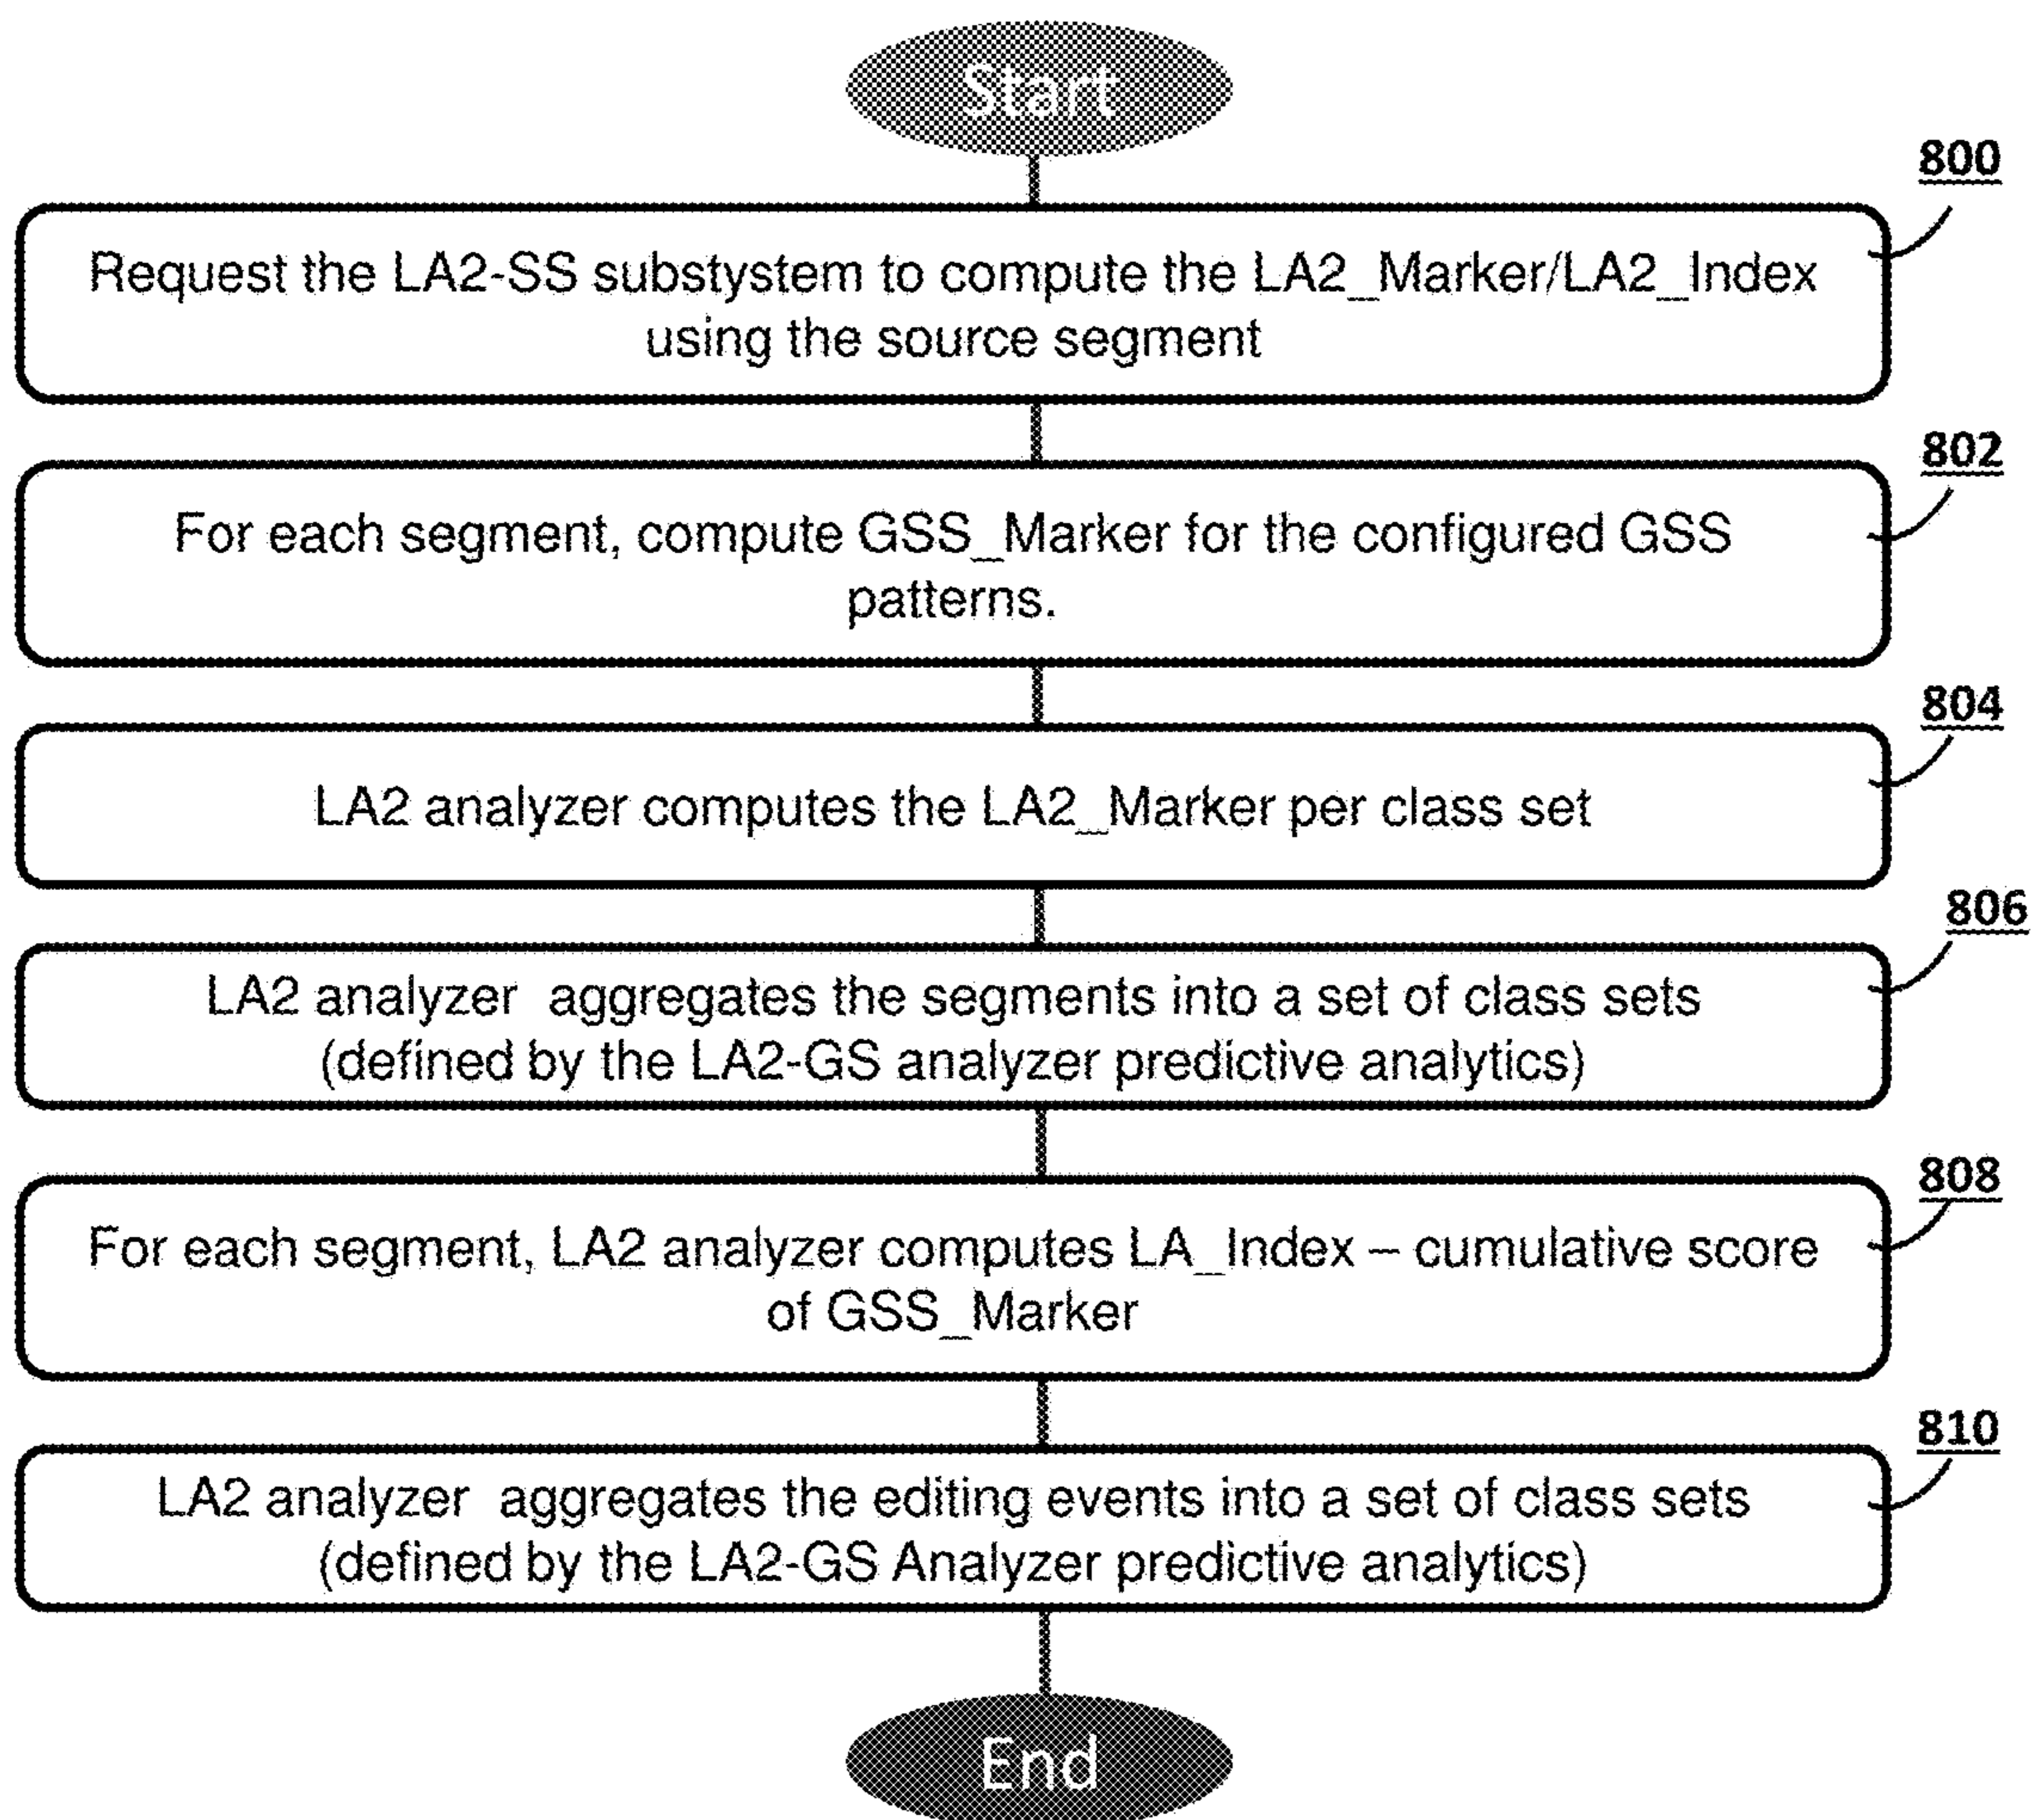 Start
800
Request the LA2-SS substystem to compute the LA2_Marker/LA2_Index
using the source segment
802
For each segment, compute GSS_Marker for the configured GSS
patterns.
804
LA2 analyzer computes the LA2_Marker per class set
806
LA2 analyzer aggregates the segments into a set of class sets
(defined by the LA2-GS analyzer predictive analytics)
808
For each segment, LA2 analyzer computes LA_Index – cumulative score
of GSS_Marker
810
LA2 analyzer aggregates the editing events into a set of class sets
(defined by the LA2-GS Analyzer predictive analytics)
End